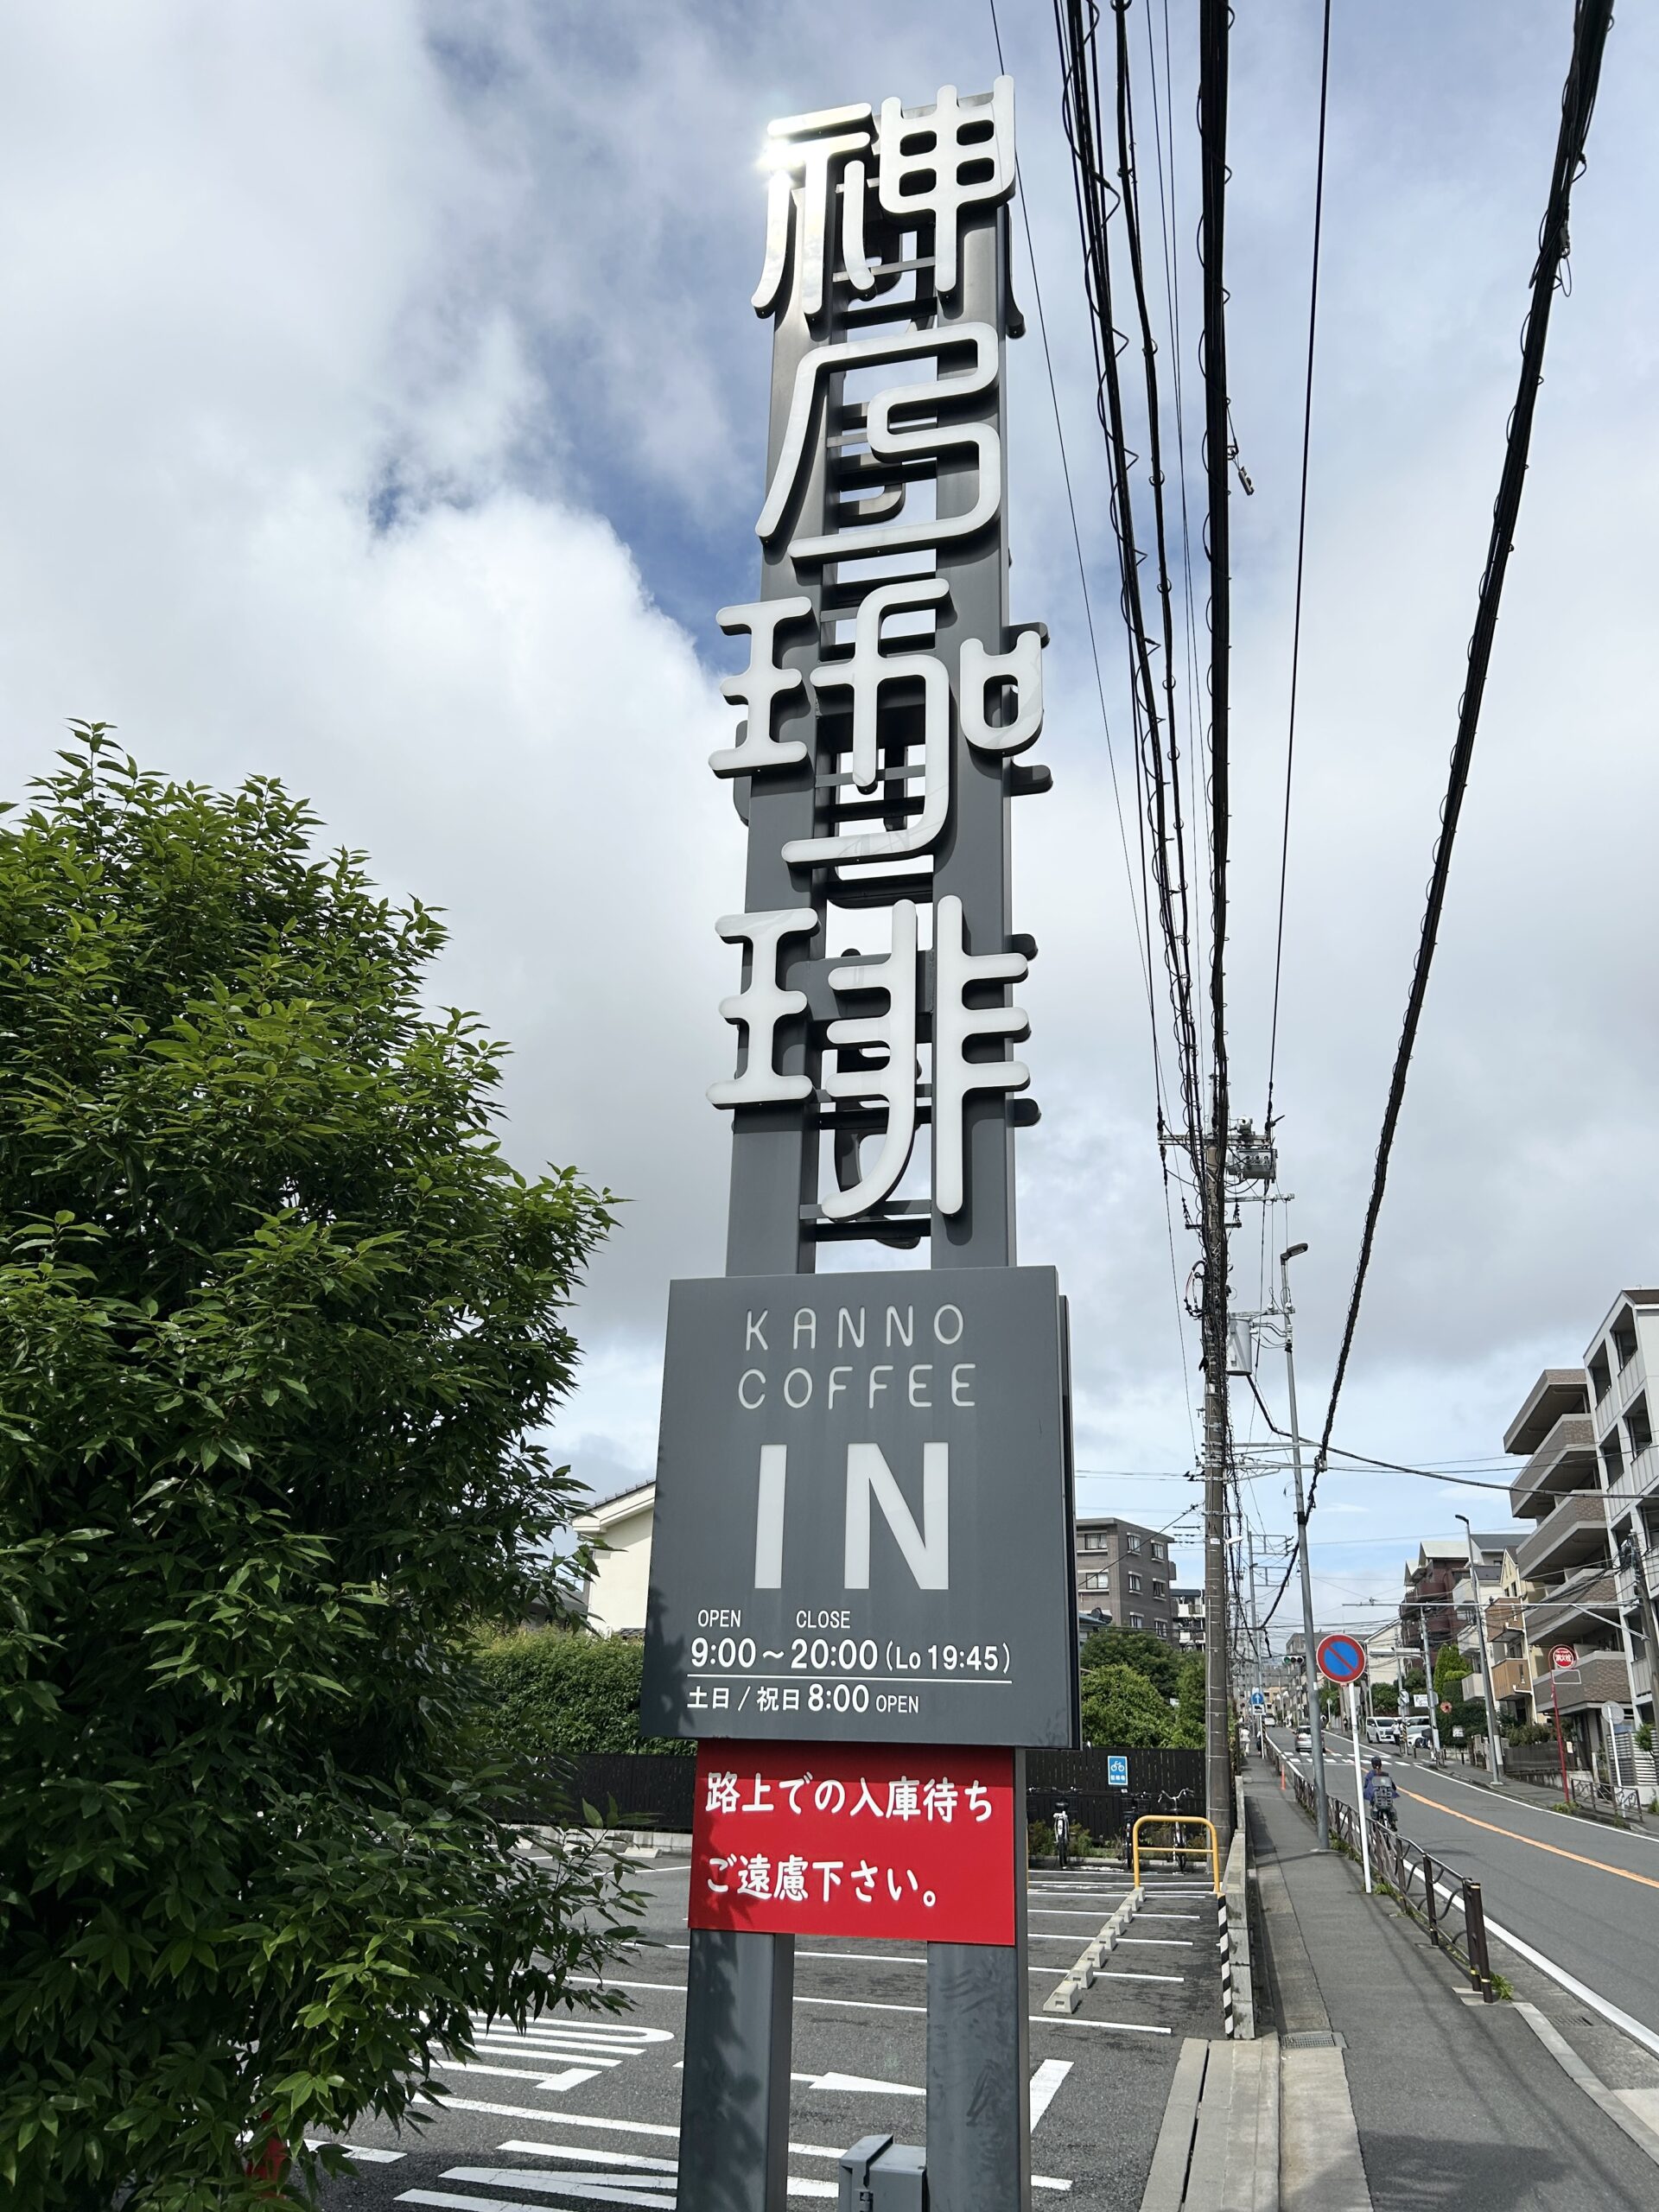 神
乃
珈
琲
KANNO
COFFEE
IN
OPEN CLOSE
9:00～20:00（Lo 19:45）
土日 / 祝日 8:00 OPEN
路上での入庫待ち
ご遠慮下さい。